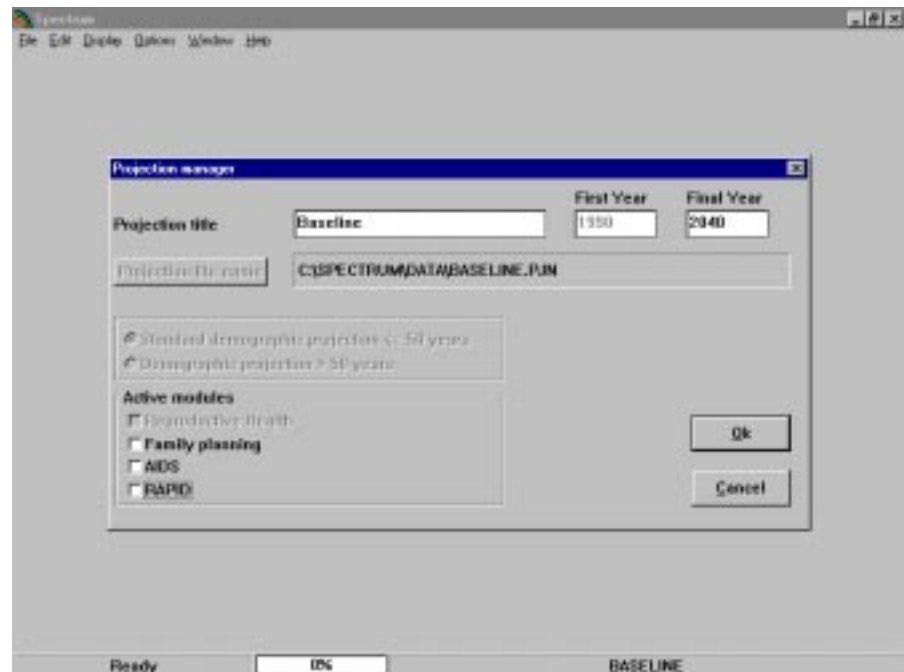 Spectrum
File Edit Display Options Window Help
Projection manager
First Year Final Year
Projection title Baseline 1990 2040
Projection file name C:\SPECTRUM\DATA\BASELINE.PJN
Standard demographic projection <= 50 years
Demographic projection > 50 years
Active modules
Reproductive Health
Family planning
AIDS
RAPID
Ok
Cancel
Ready 0% BASELINE